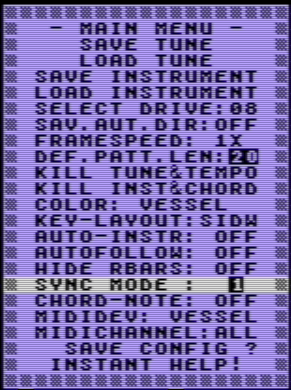 - MAIN MENU -
SAVE TUNE
LOAD TUNE
SAVE INSTRUMENT
LOAD INSTRUMENT
SELECT DRIVE:08
SAV.AUT.DIR:OFF
FRAMESPEED: 1X
DEF.PATT.LEN:20
KILL TUNE&TEMPO
KILL INST&CHORD
COLOR: VESSEL
KEY-LAYOUT:SIDW
AUTO-INSTR: OFF
AUTOFOLLOW: OFF
HIDE RBARS: OFF
SYNC MODE : 1
CHORD-NOTE: OFF
MIDIDEV: VESSEL
MIDICHANNEL:ALL
SAVE CONFIG ?
INSTANT HELP!